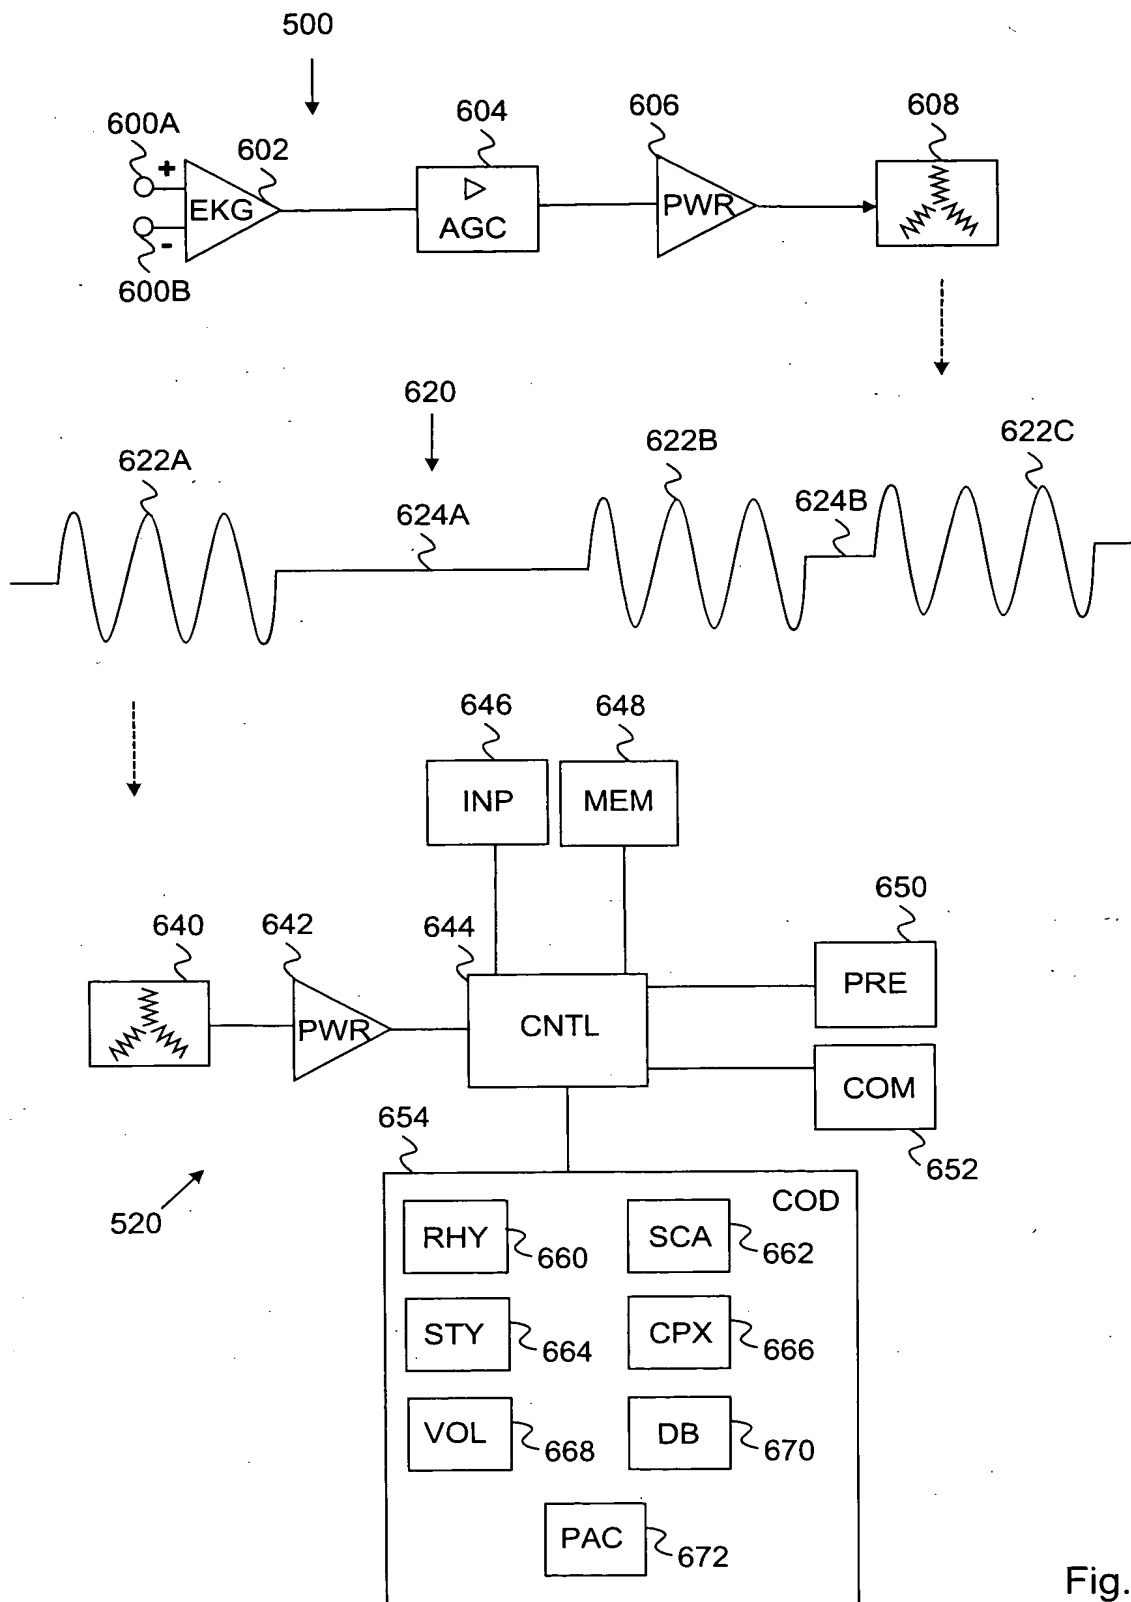 500
600A
602
604
606
608
+
EKG
-
AGC
PWR
600B
620
622A
622B
622C
624A
624B
646
648
INP
MEM
640
642
644
650
PWR
CNTL
PRE
COM
652
654
520
COD
RHY
660
SCA
662
STY
664
CPX
666
VOL
668
DB
670
PAC
672
Fig.